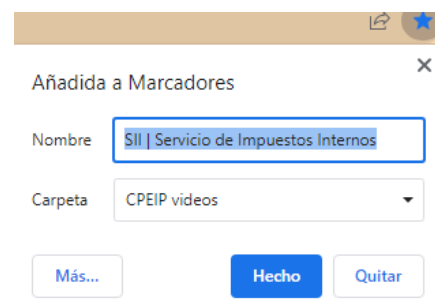 Añadida a Marcadores
Nombre SII | Servicio de Impuestos Internos
Carpeta CPEIP videos
Más... Hecho Quitar